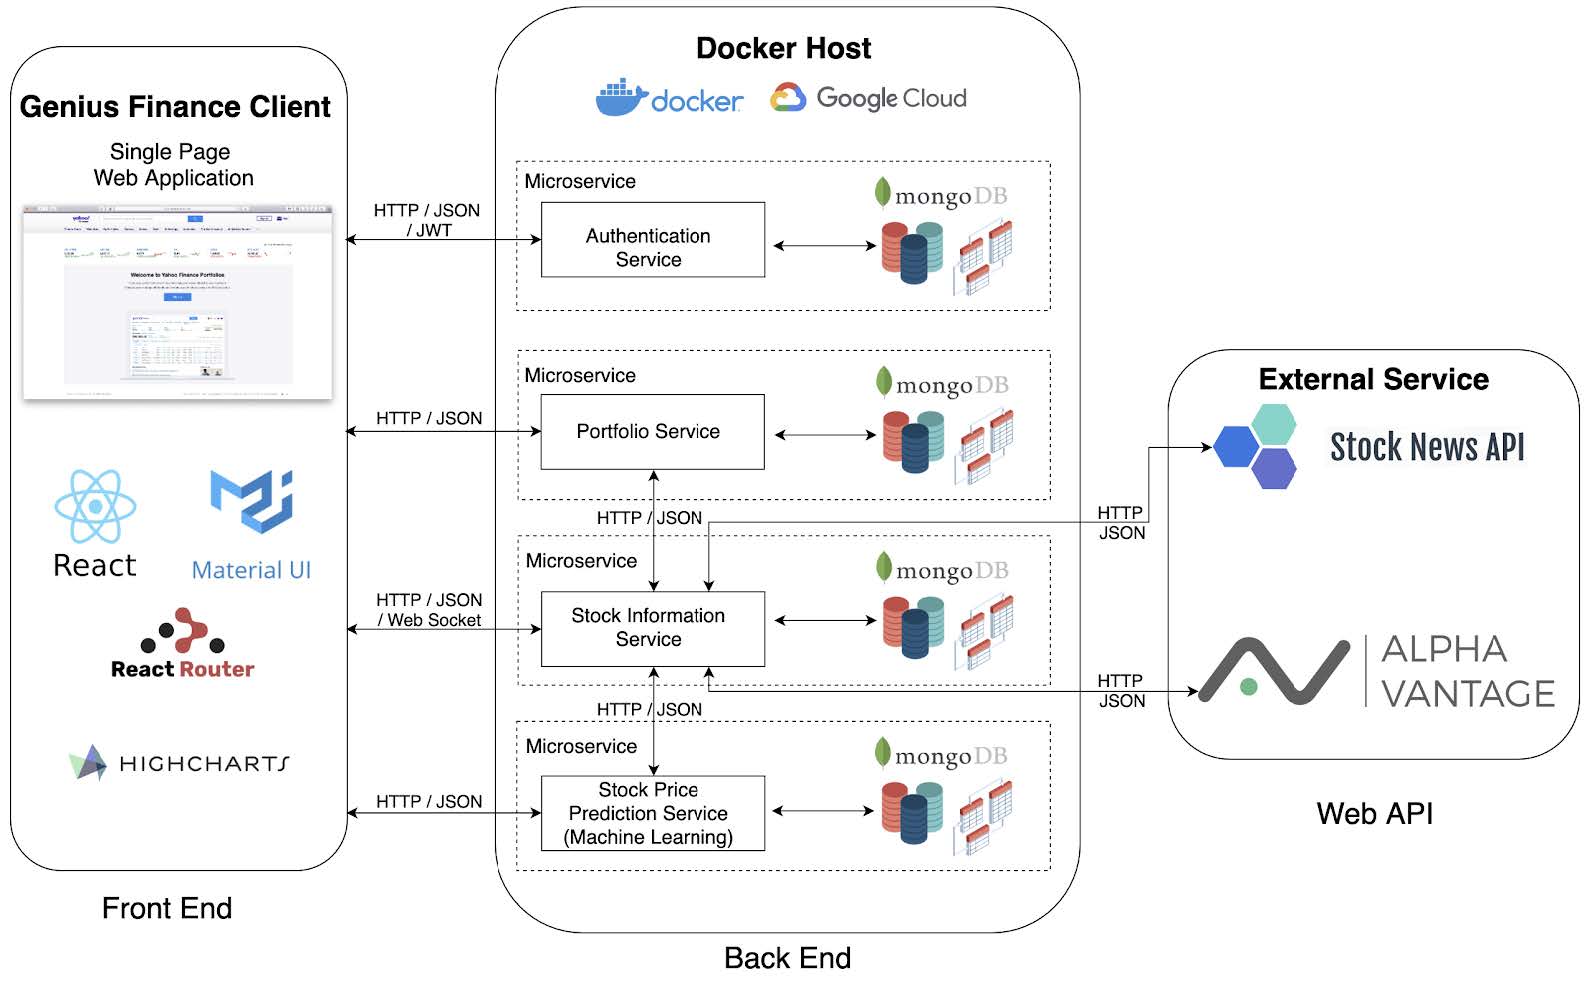 Genius Finance Client
Single Page
Web Application
Welcome to Yahoo Finance Portfolios
React
Material UI
React Router
HIGHCHARTS
Front End
HTTP / JSON
/ JWT
HTTP / JSON
HTTP / JSON
/ Web Socket
HTTP / JSON
Docker Host
docker
Google Cloud
Microservice
Authentication
Service
mongoDB
Microservice
Portfolio Service
mongoDB
HTTP / JSON
Microservice
Stock Information
Service
mongoDB
HTTP / JSON
Microservice
Stock Price
Prediction Service
(Machine Learning)
mongoDB
Back End
HTTP
JSON
HTTP
JSON
External Service
Stock News API
ALPHA
VANTAGE
Web API